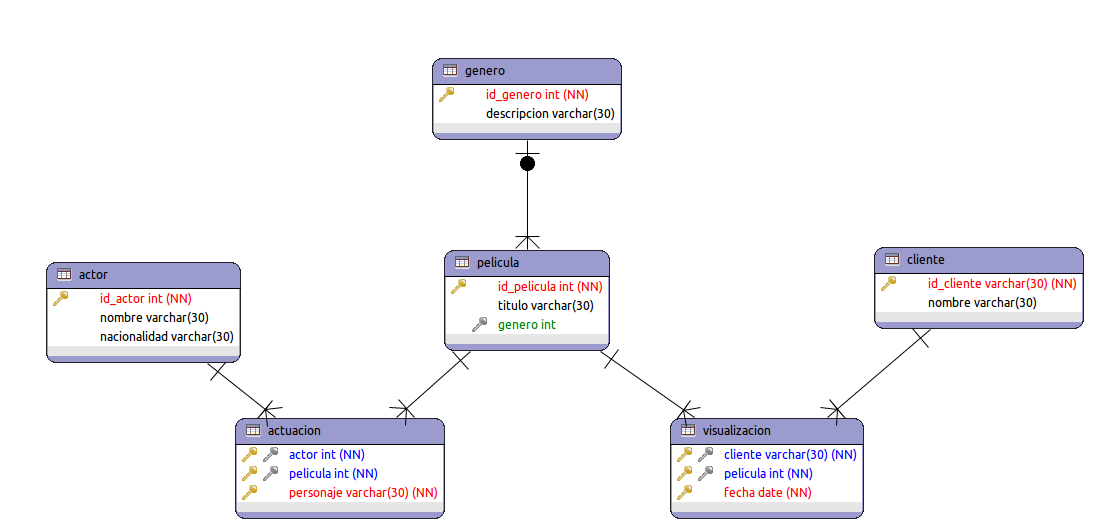 genero
id_genero int (NN)
descripcion varchar(30)
actor
id_actor int (NN)
nombre varchar(30)
nacionalidad varchar(30)
pelicula
id_pelicula int (NN)
titulo varchar(30)
genero int
cliente
id_cliente varchar(30) (NN)
nombre varchar(30)
actuacion
actor int (NN)
pelicula int (NN)
personaje varchar(30) (NN)
visualizacion
cliente varchar(30) (NN)
pelicula int (NN)
fecha date (NN)